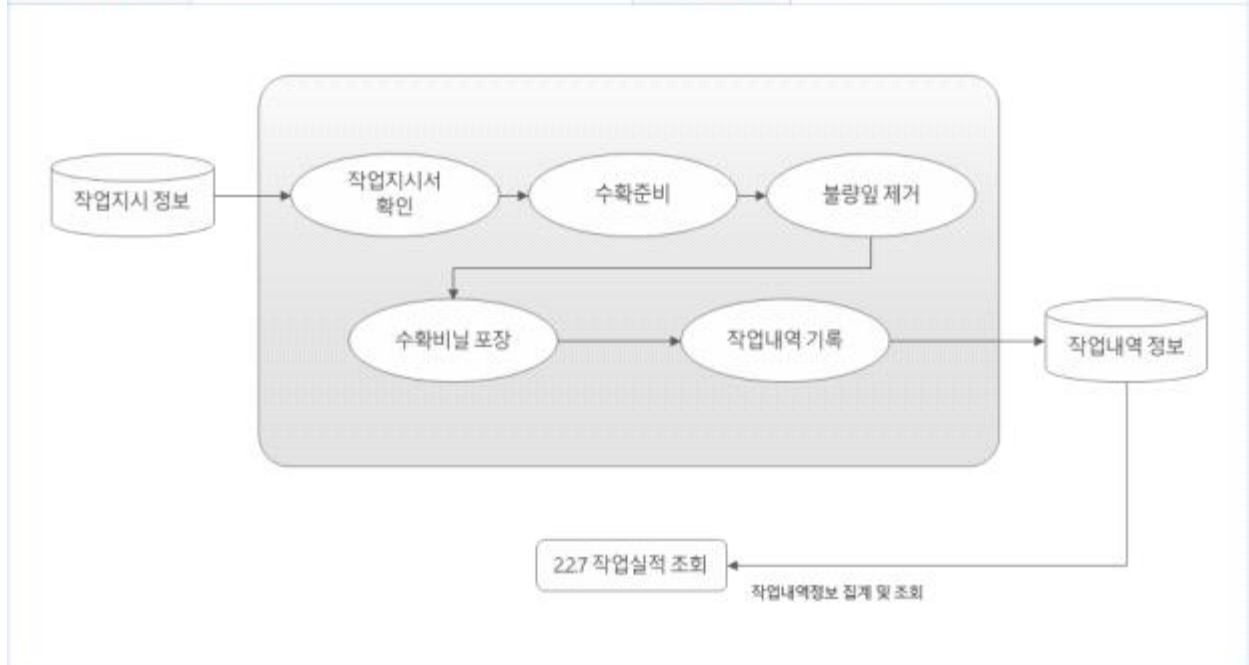 작업지시 정보
작업지시서
확인
수확준비
불량잎 제거
수확비닐 포장
작업내역 기록
작업내역 정보
2.2.7 작업실적 조회
작업내역정보 집계 및 조회